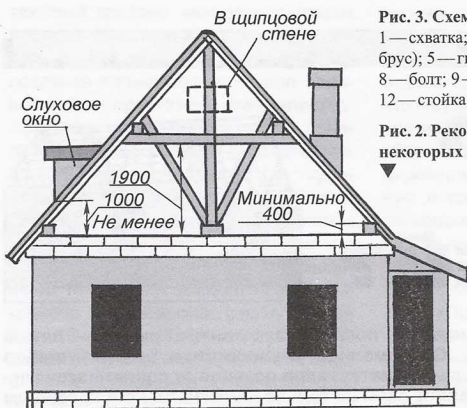 В щипцовой
стене
Слуховое
окно
1900
1000
Не менее
Минимально
400
Рис. 3. Схем
1—схватка;
брус); 5—г
8—болт; 9—
12—стойка
Рис. 2. Реко
некоторых